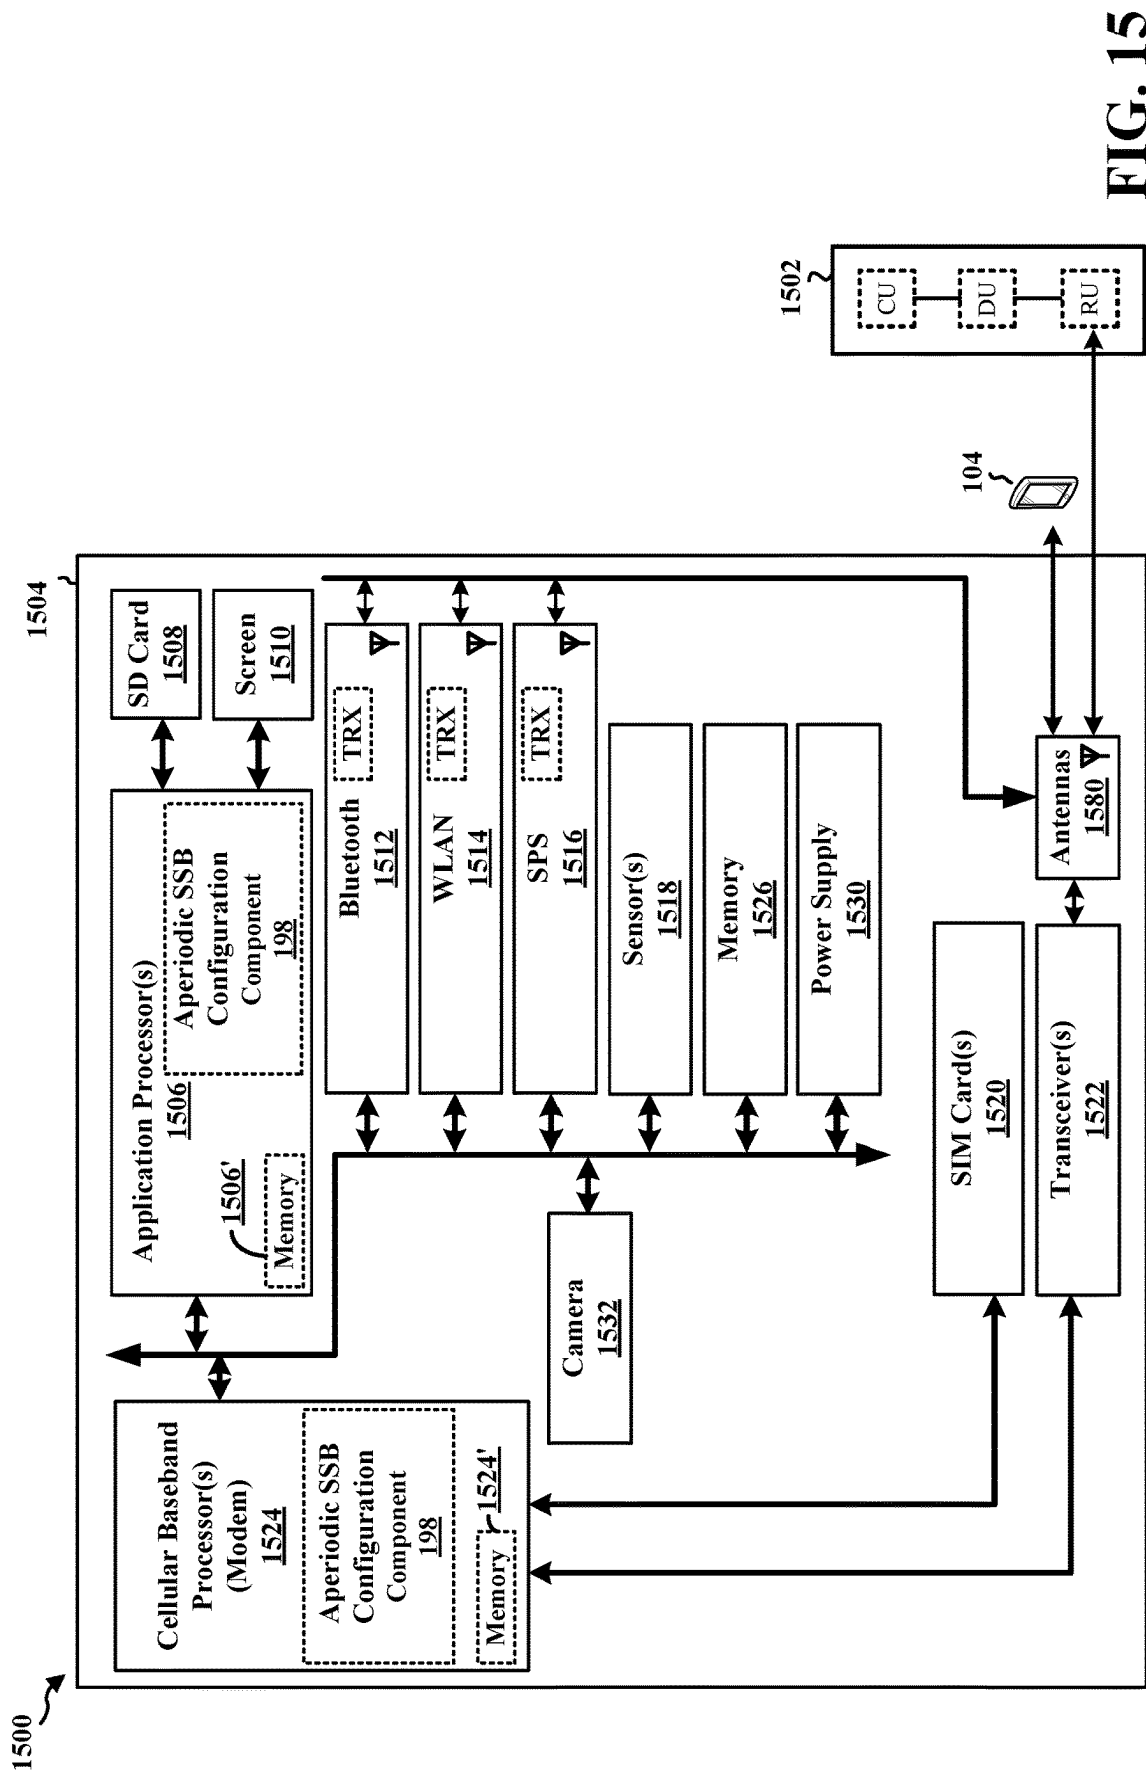 1500
1504
Cellular Baseband
Processor(s)
(Modem)
1524
Aperiodic SSB
Configuration
Component
198
Memory
1524'
Application Processor(s)
1506
Aperiodic SSB
Configuration
Component
198
1506'
Memory
SD Card
1508
Screen
1510
Bluetooth
1512
TRX
WLAN
1514
TRX
SPS
1516
TRX
Camera
1532
Sensor(s)
1518
Memory
1526
Power Supply
1530
SIM Card(s)
1520
Transceiver(s)
1522
Antennas
1580
104
1502
CU
DU
RU
FIG. 15